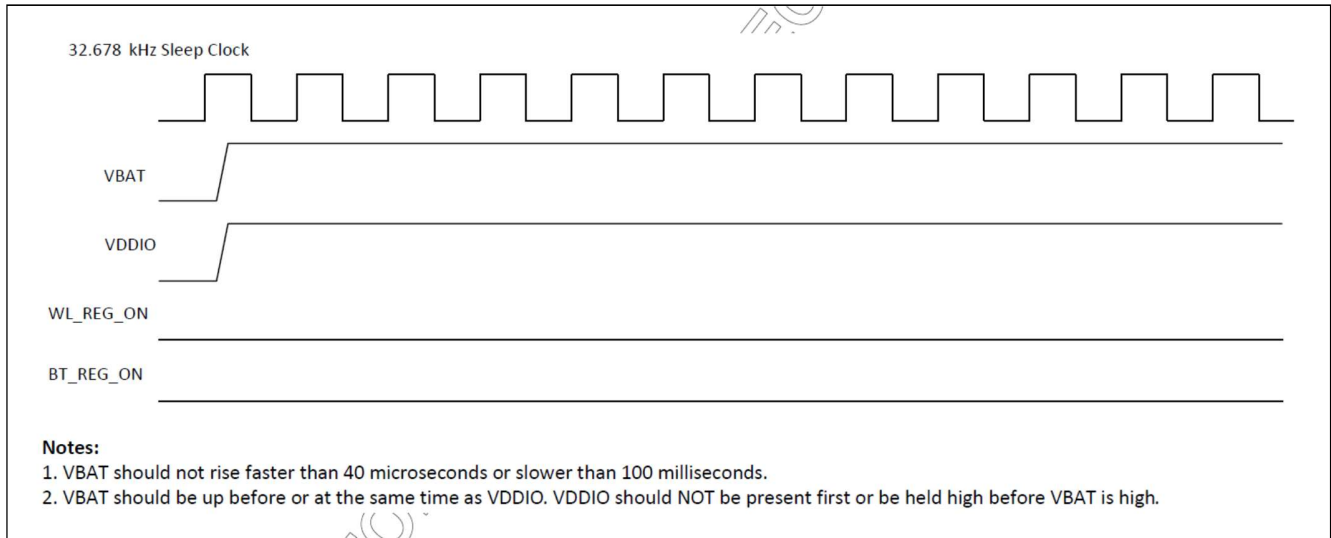 32.678 kHz Sleep Clock
VBAT
VDDIO
WL_REG_ON
BT_REG_ON
Notes:
1. VBAT should not rise faster than 40 microseconds or slower than 100 milliseconds.
2. VBAT should be up before or at the same time as VDDIO. VDDIO should NOT be present first or be held high before VBAT is high.